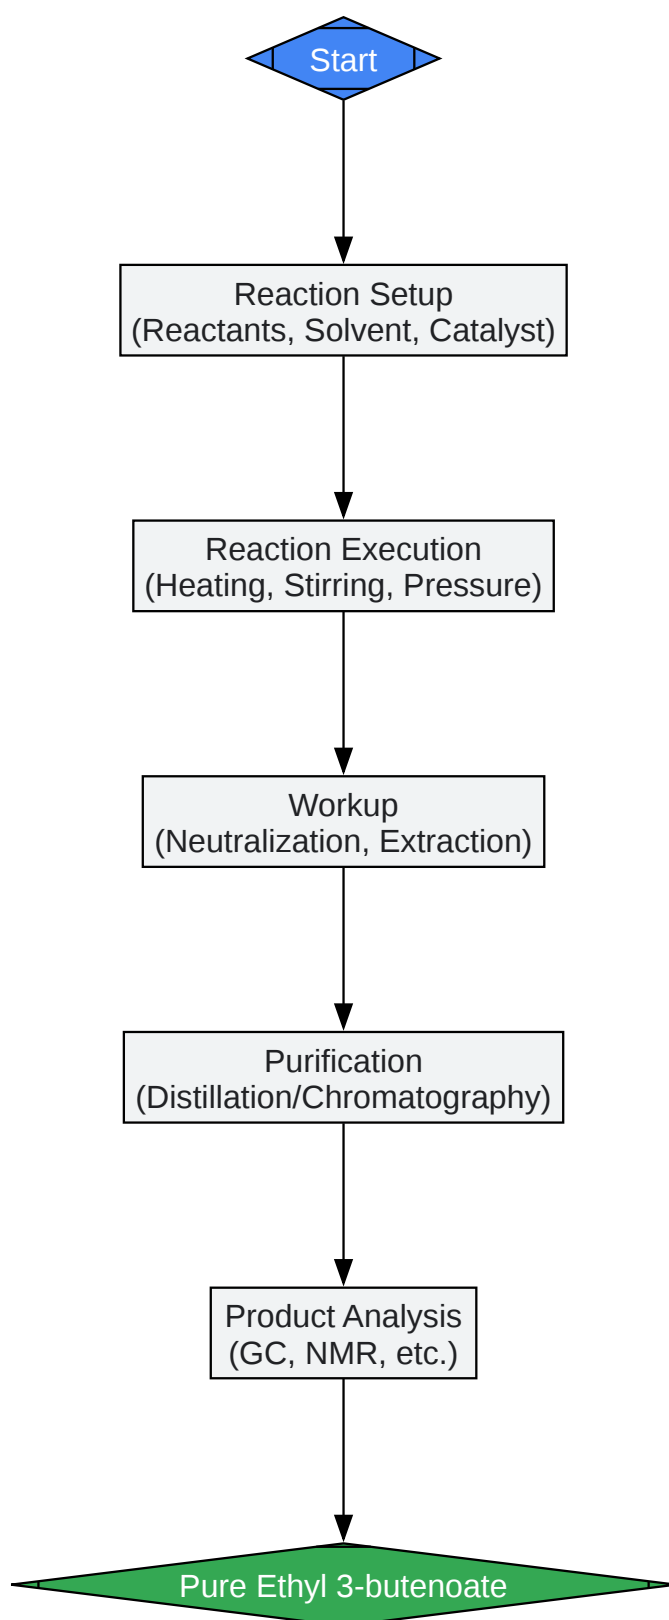 Start
Reaction Setup
(Reactants, Solvent, Catalyst)
Reaction Execution
(Heating, Stirring, Pressure)
Workup
(Neutralization, Extraction)
Purification
(Distillation/Chromatography)
Product Analysis
(GC, NMR, etc.)
Pure Ethyl 3-butenoate